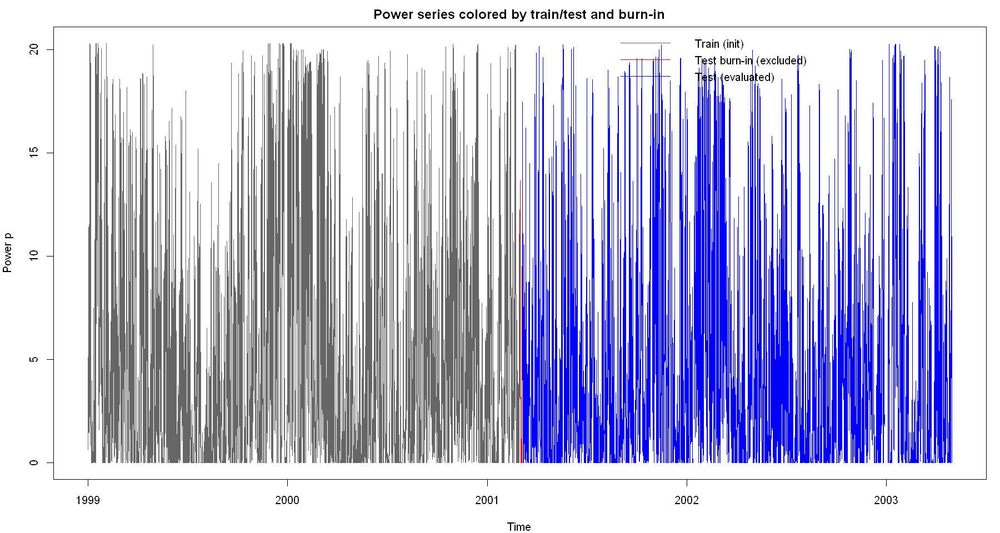 Power series colored by train/test and burn-in
Train (init)
Test burn-in (excluded)
Test (evaluated)
20
15
10
5
0
Power p
1999 2000 2001 2002 2003
Time